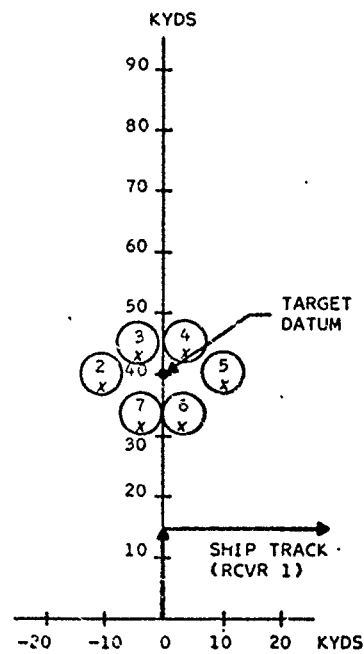 KYDS
90
80
70
60
50
TARGET
DATUM
3 4
2 40 5
x x
x x
7 6
x x
30
20
10
SHIP TRACK
(RCVR 1)
-20 -10 0 10 20 KYDS